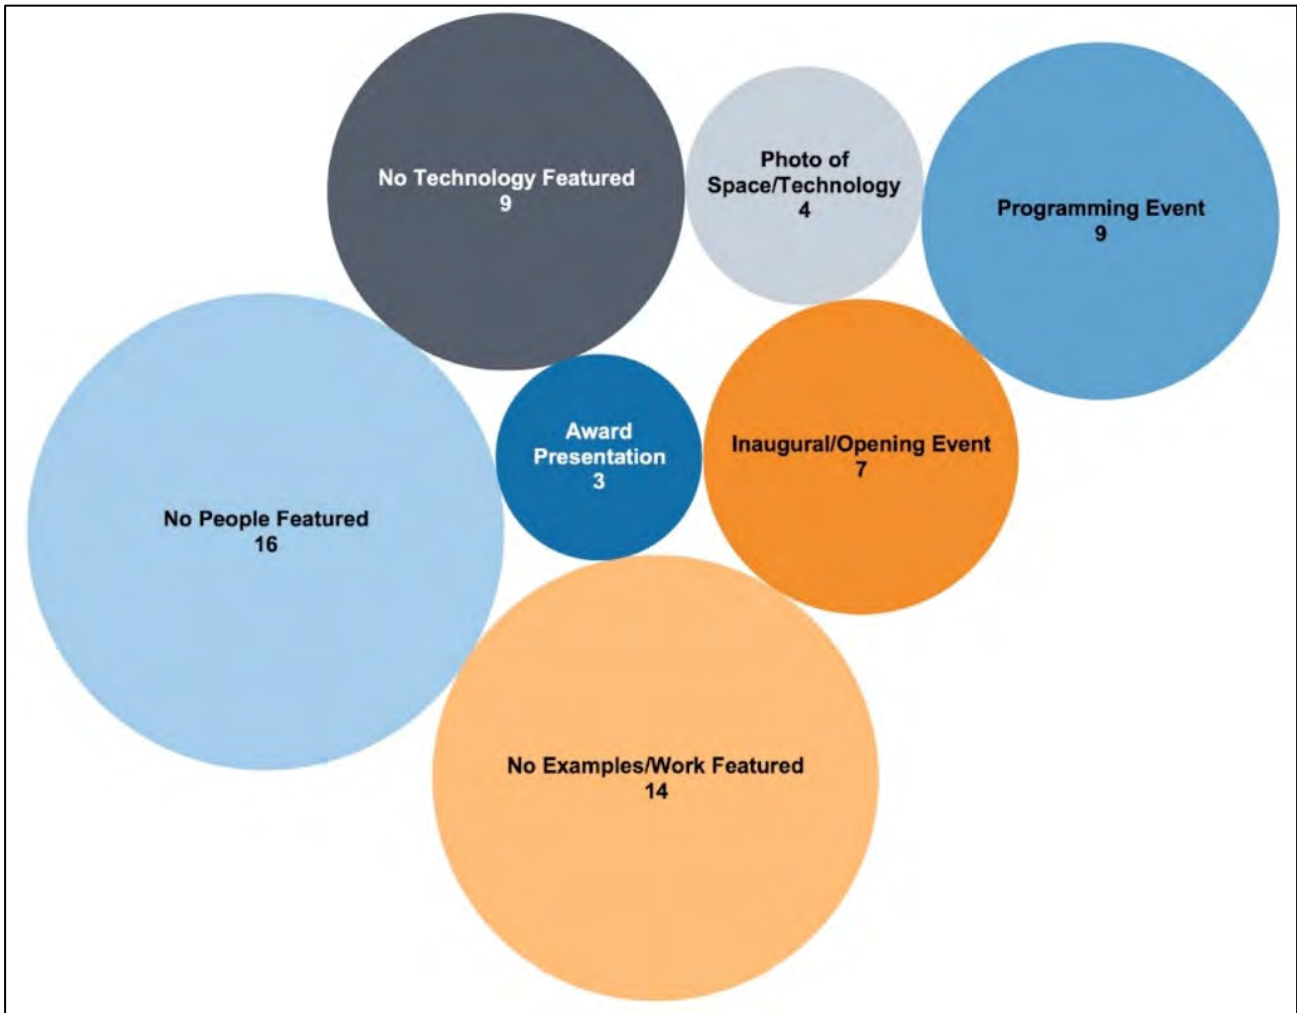 No Technology Featured
9
Photo of
Space/Technology
4
Programming Event
9
Award
Presentation
3
Inaugural/Opening Event
7
No People Featured
16
No Examples/Work Featured
14